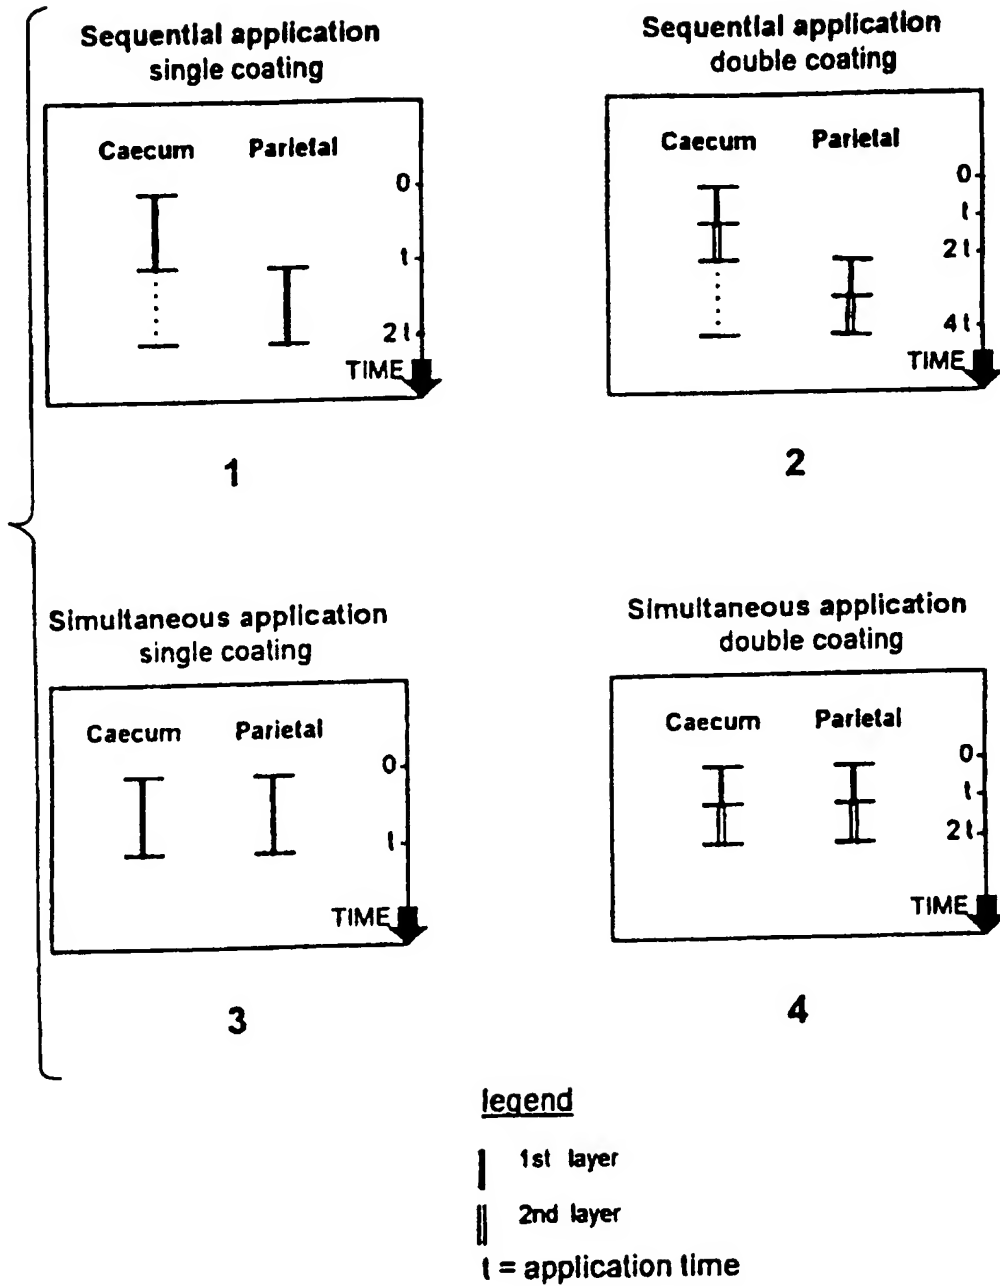 Sequential application
single coating
Caecum Parietal
0
t
2t
TIME
1
Sequential application
double coating
Caecum Parietal
0
t
2t
4t
TIME
2
Simultaneous application
single coating
Caecum Parietal
0
t
TIME
3
Simultaneous application
double coating
Caecum Parietal
0
t
2t
TIME
4
legend
1st layer
2nd layer
t = application time